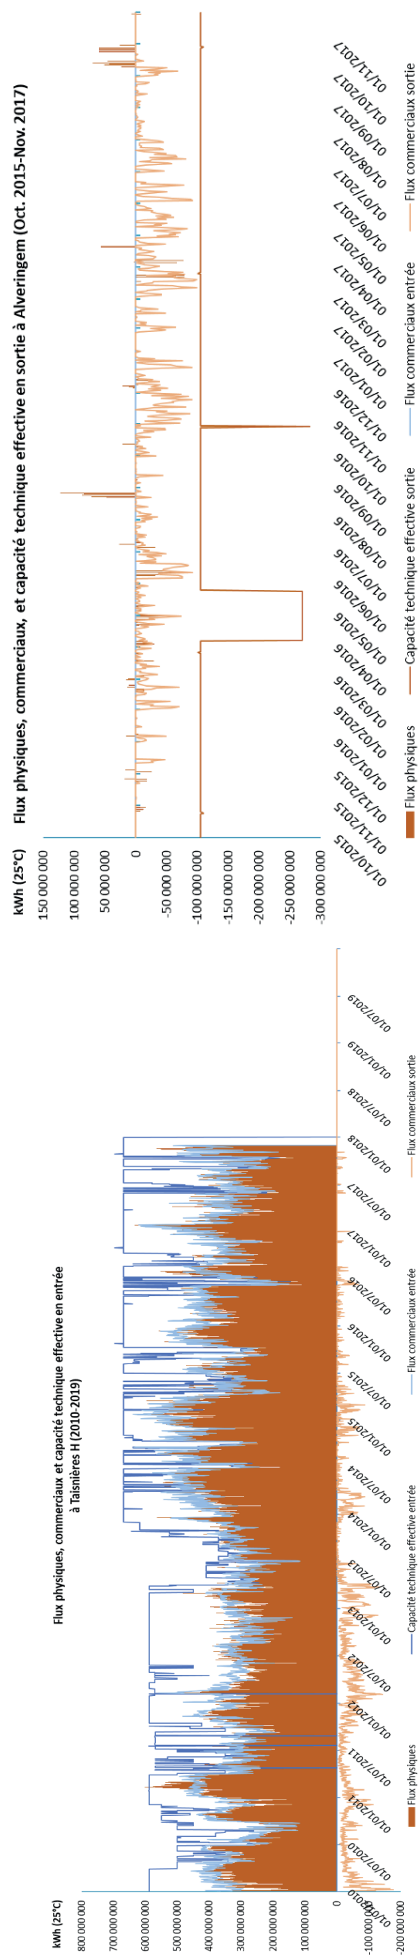 Flux physiques, commerciaux et capacité technique effective en entrée
à Taisnières H (2010-2019)
kWh (25°C)
800 000 000
700 000 000
600 000 000
500 000 000
400 000 000
300 000 000
200 000 000
100 000 000
0
-100 000 000
-200 000 000
01/01/2010
01/07/2010
01/01/2011
01/07/2011
01/01/2012
01/07/2012
01/01/2013
01/07/2013
01/01/2014
01/07/2014
01/01/2015
01/07/2015
01/01/2016
01/07/2016
01/01/2017
01/07/2017
01/01/2018
01/07/2018
01/01/2019
01/07/2019
Flux physiques
Capacité technique effective entrée
Flux commerciaux entrée
Flux commerciaux sortie
Flux physiques, commerciaux, et capacité technique effective en sortie à Alveringem (Oct. 2015-Nov. 2017)
kWh (25°C)
150 000 000
100 000 000
50 000 000
0
-50 000 000
-100 000 000
-150 000 000
-200 000 000
-250 000 000
-300 000 000
01/10/2015
01/11/2015
01/12/2015
01/01/2016
01/02/2016
01/03/2016
01/04/2016
01/05/2016
01/06/2016
01/07/2016
01/08/2016
01/09/2016
01/10/2016
01/11/2016
01/12/2016
01/01/2017
01/02/2017
01/03/2017
01/04/2017
01/05/2017
01/06/2017
01/07/2017
01/08/2017
01/09/2017
01/10/2017
01/11/2017
Flux physiques
Capacité technique effective sortie
Flux commerciaux entrée
Flux commerciaux sortie